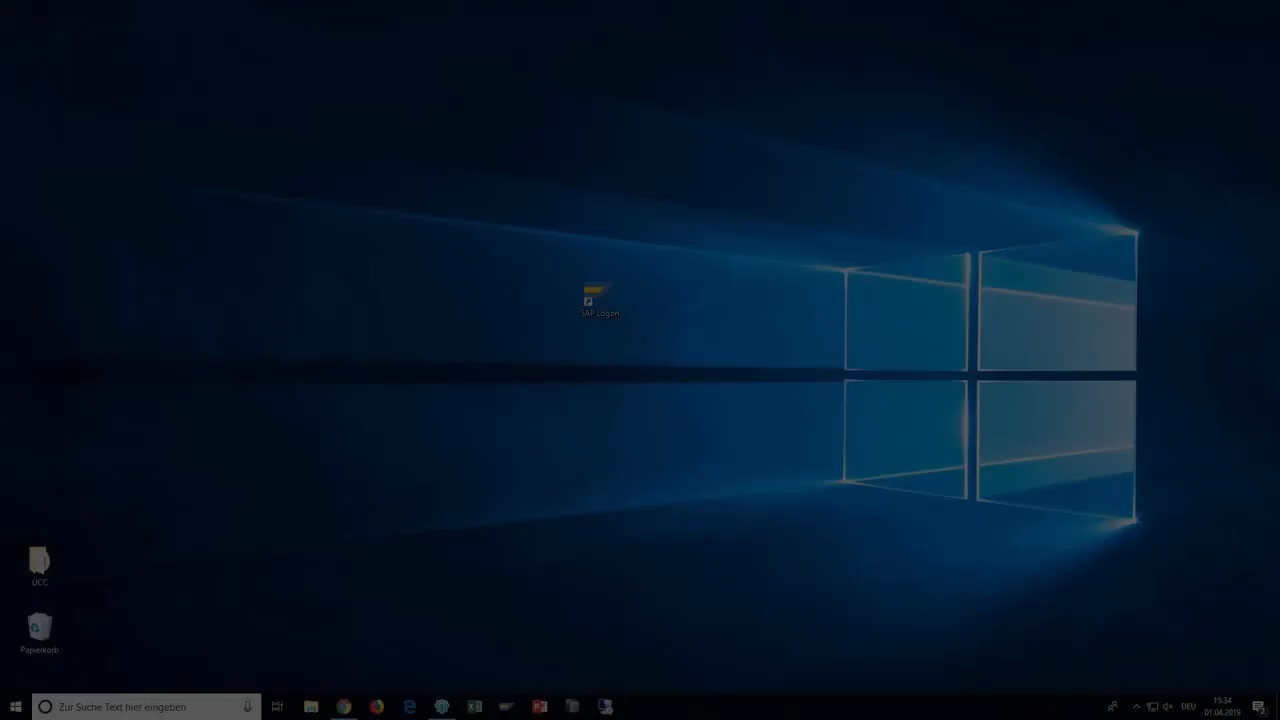 SAP Logon
UCC
Papierkorb
Zur Suche Text hier eingeben
DEU
15:34
01.04.2019